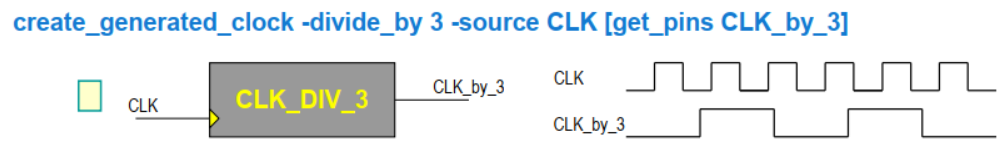 create_generated_clock -divide_by 3 -source CLK [get_pins CLK_by_3]
CLK
CLK_DIV_3
CLK_by_3
CLK
CLK_by_3